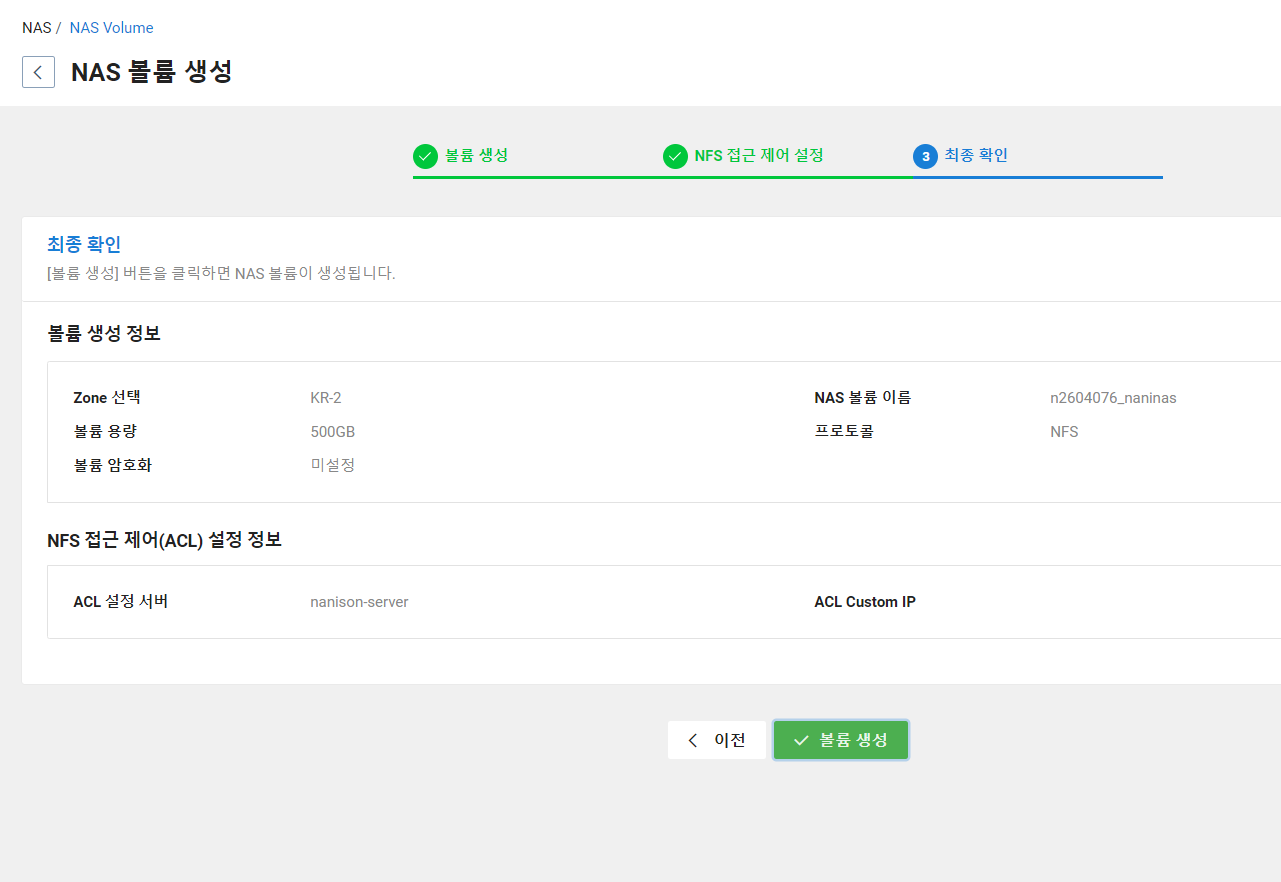 NAS / NAS Volume
NAS 볼륨 생성
볼륨 생성
NFS 접근 제어 설정
3 최종 확인
최종 확인
[볼륨 생성] 버튼을 클릭하면 NAS 볼륨이 생성됩니다.
볼륨 생성 정보
Zone 선택 KR-2 NAS 볼륨 이름 n2604076_naninas
볼륨 용량 500GB 프로토콜 NFS
볼륨 암호화 미설정
NFS 접근 제어(ACL) 설정 정보
ACL 설정 서버 nanison-server ACL Custom IP
이전 볼륨 생성